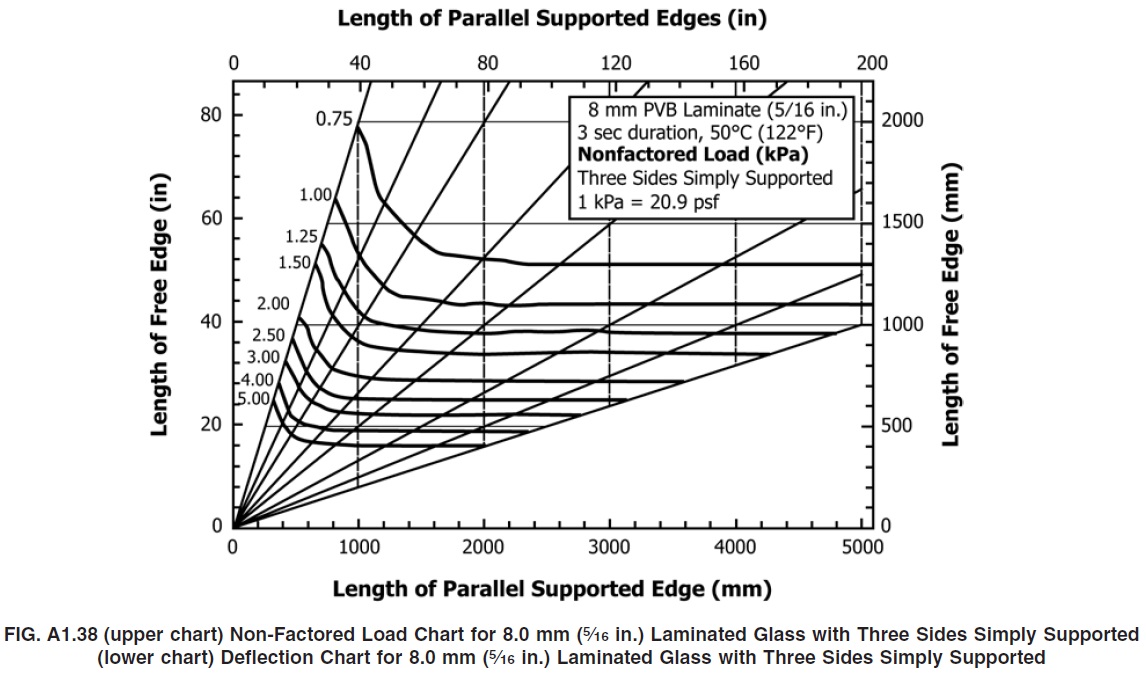 Length of Parallel Supported Edges (in)
0 40 80 120 160 200
80 60 40 20 0
Length of Free Edge (in)
0.75
1.00
1.25
1.50
2.00
2.50
3.00
4.00
5.00
8 mm PVB Laminate (5/16 in.)
3 sec duration, 50°C (122°F)
Nonfactored Load (kPa)
Three Sides Simply Supported
1 kPa = 20.9 psf
2000 1500 1000 500 0
Length of Free Edge (mm)
0 1000 2000 3000 4000 5000
Length of Parallel Supported Edge (mm)
FIG. A1.38 (upper chart) Non-Factored Load Chart for 8.0 mm (5⁄16 in.) Laminated Glass with Three Sides Simply Supported
(lower chart) Deflection Chart for 8.0 mm (5⁄16 in.) Laminated Glass with Three Sides Simply Supported